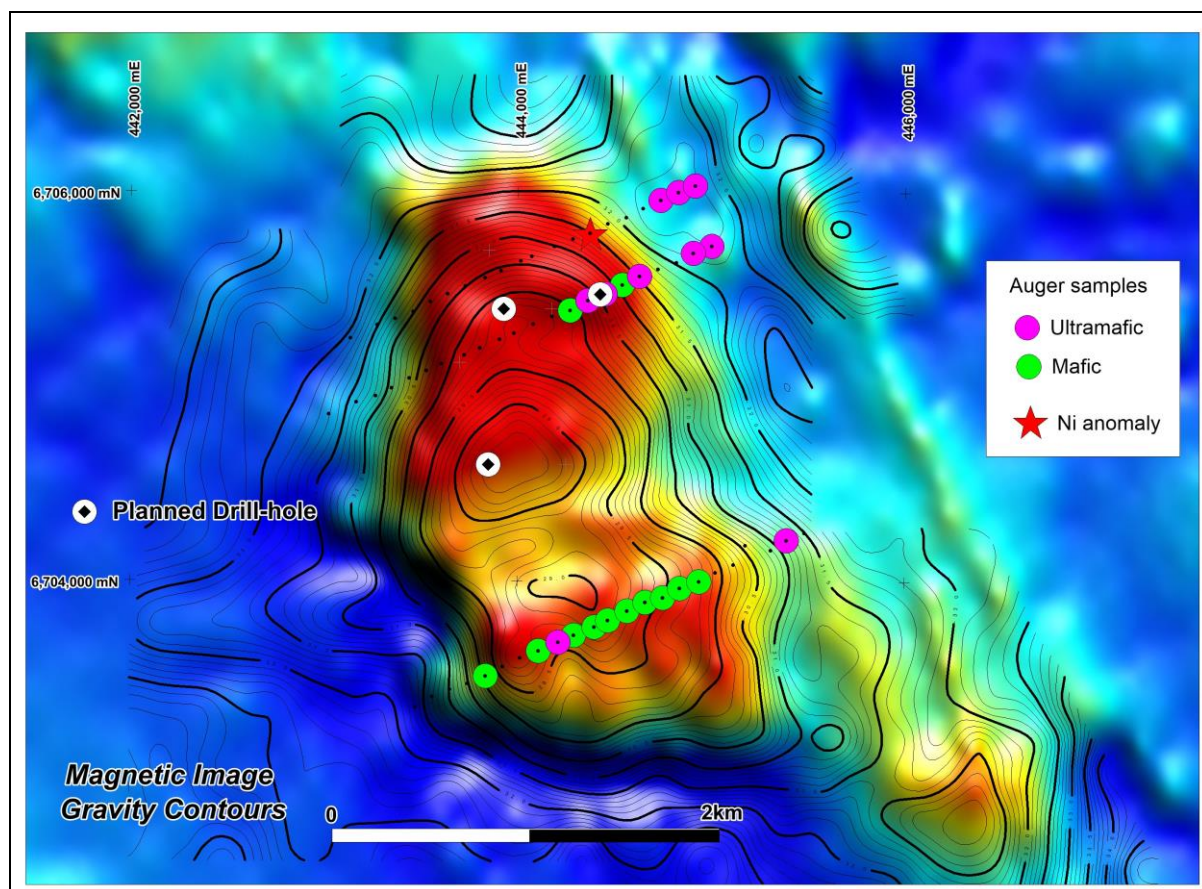 442,000 mE
444,000 mE
446,000 mE
6,706,000 mN
Auger samples
Ultramafic
Mafic
Ni anomaly
Planned Drill-hole
6,704,000 mN
Magnetic Image
Gravity Contours
0
2km